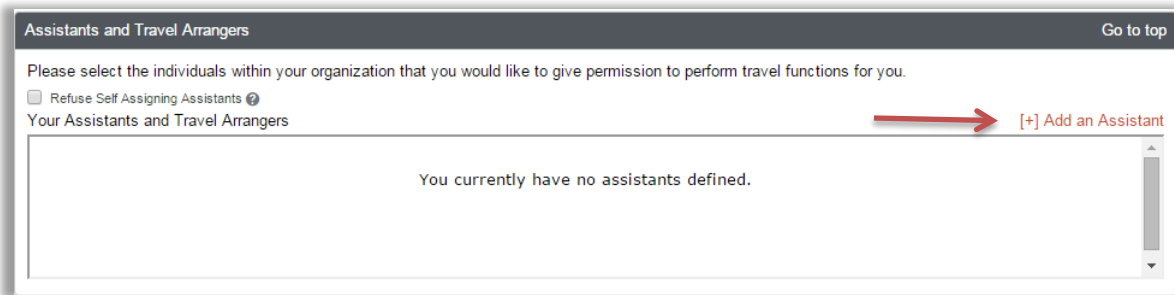 Assistants and Travel Arrangers Go to top
Please select the individuals within your organization that you would like to give permission to perform travel functions for you.
Refuse Self Assigning Assistants ?
Your Assistants and Travel Arrangers [+] Add an Assistant
You currently have no assistants defined.